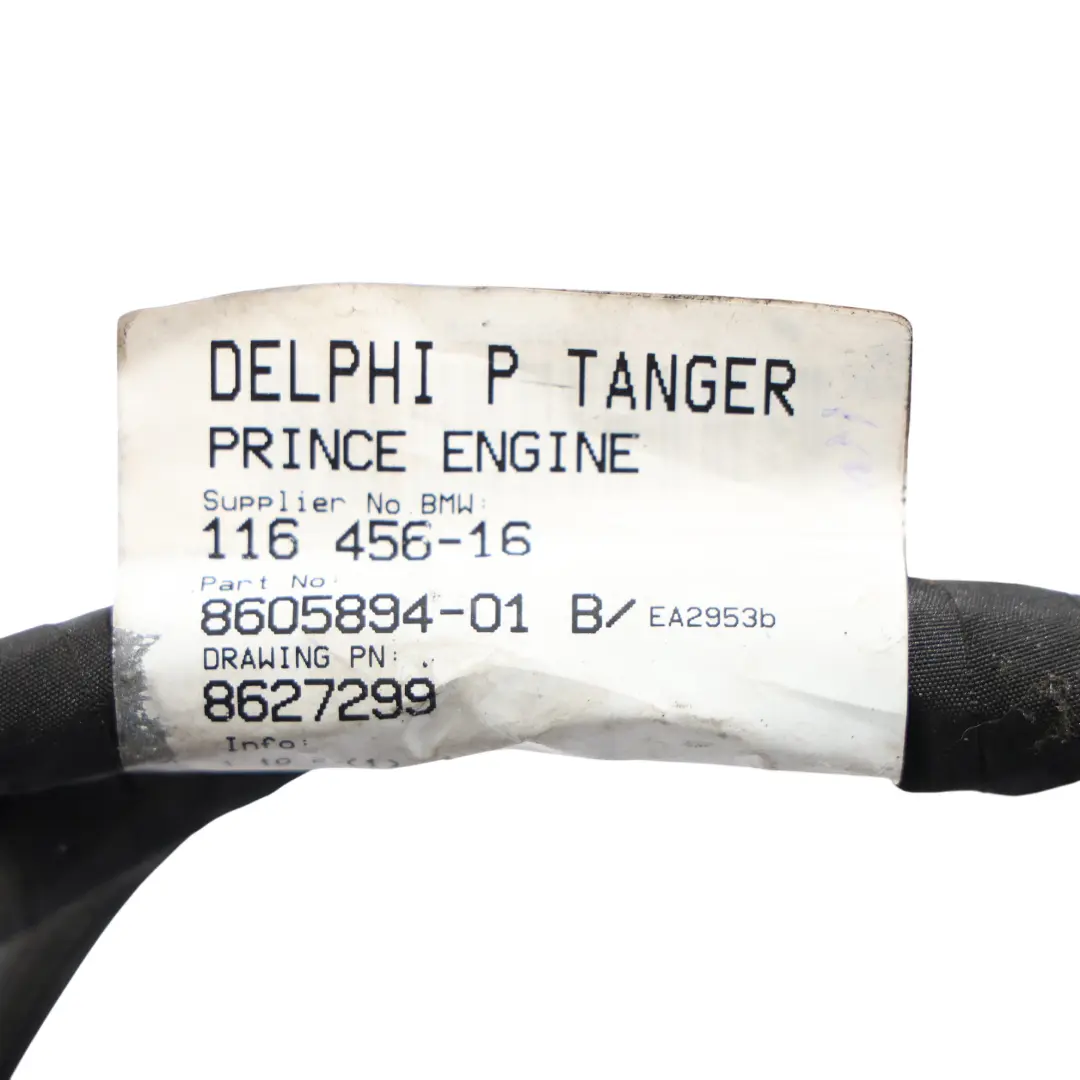 DELPHI P TANGER
PRINCE ENGINE
Supplier No BMW:
116 456-16
Part No:
8605894-01 B/ EA2953b
DRAWING PN: .
8627299
Info: